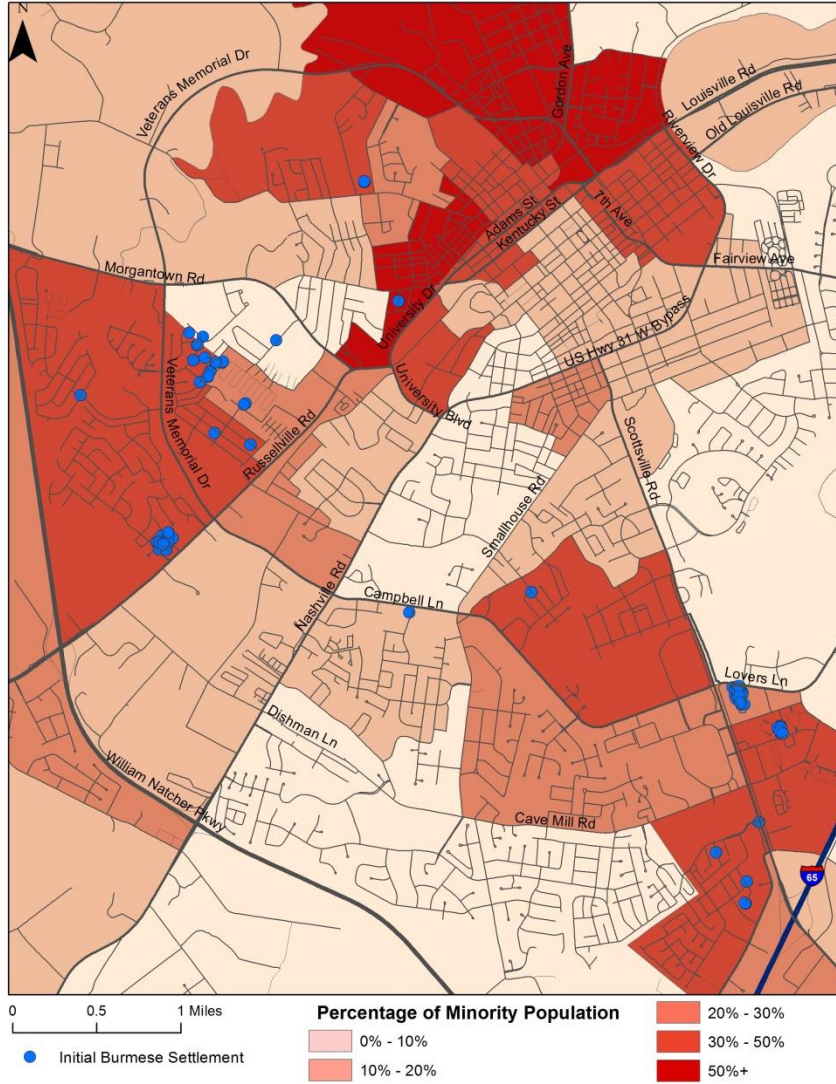 N
Veterans Memorial Dr
Gordon Ave
Louisville Rd
Old Louisville Rd
Riverview Dr
Adams St
Kentucky St
7th Ave
Fairview Ave
Morgantown Rd
University Dr
US Hwy 31 W Bypass
Veterans Memorial Dr
Russellville Rd
University Blvd
Scottsville Rd
Smallhouse Rd
Nashville Rd
Campbell Ln
Lovers Ln
Dishman Ln
William Natcher Pkwy
Cave Mill Rd
65
0 0.5 1 Miles
Initial Burmese Settlement
Percentage of Minority Population
0% - 10%
10% - 20%
20% - 30%
30% - 50%
50%+